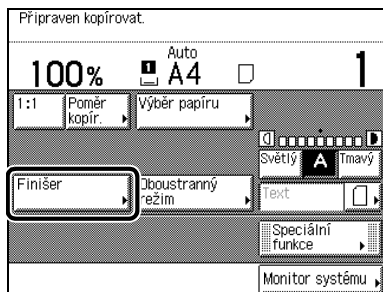 Připraven kopírovat.
100% 1 Auto A4 1
1:1 Poměr kopír. Výběr papíru
Světlý A Tmavý
Finišer Oboustranný režim Text
Speciální funkce
Monitor systému